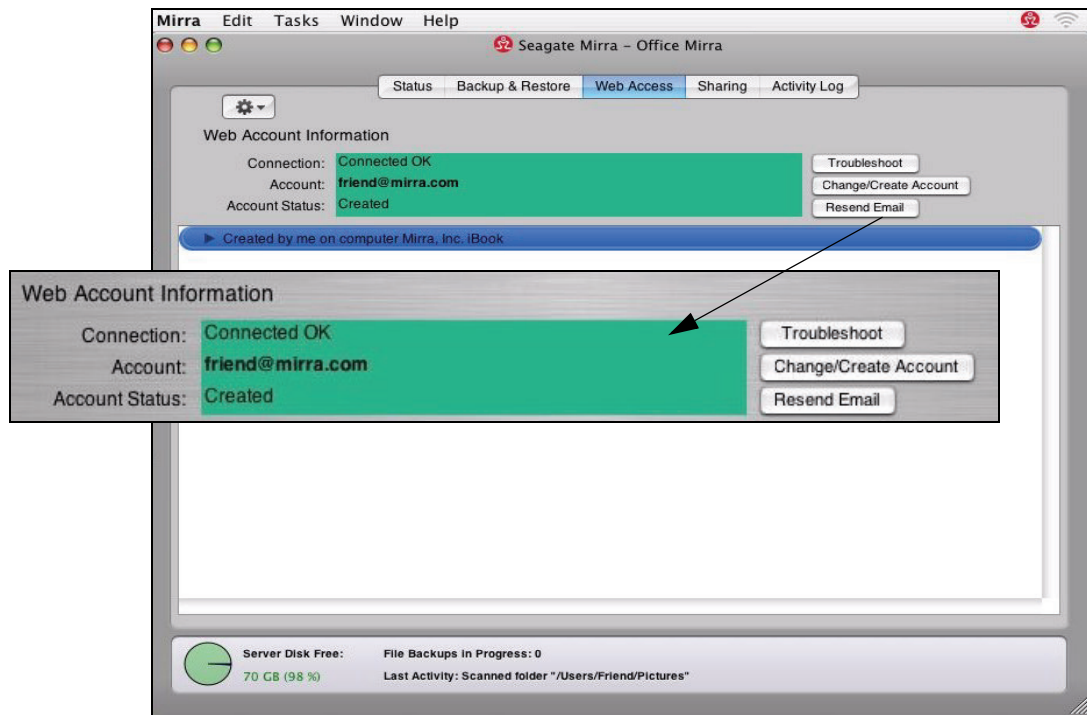 Mirra Edit Tasks Window Help
Seagate Mirra – Office Mirra
Status Backup & Restore Web Access Sharing Activity Log
Web Account Information
Connection: Connected OK Troubleshoot
Account: friend@mirra.com Change/Create Account
Account Status: Created Resend Email
Created by me on computer Mirra, Inc. iBook
Web Account Information
Connection: Connected OK Troubleshoot
Account: friend@mirra.com Change/Create Account
Account Status: Created Resend Email
Server Disk Free: File Backups in Progress: 0
70 GB (98 %) Last Activity: Scanned folder "/Users/Friend/Pictures"